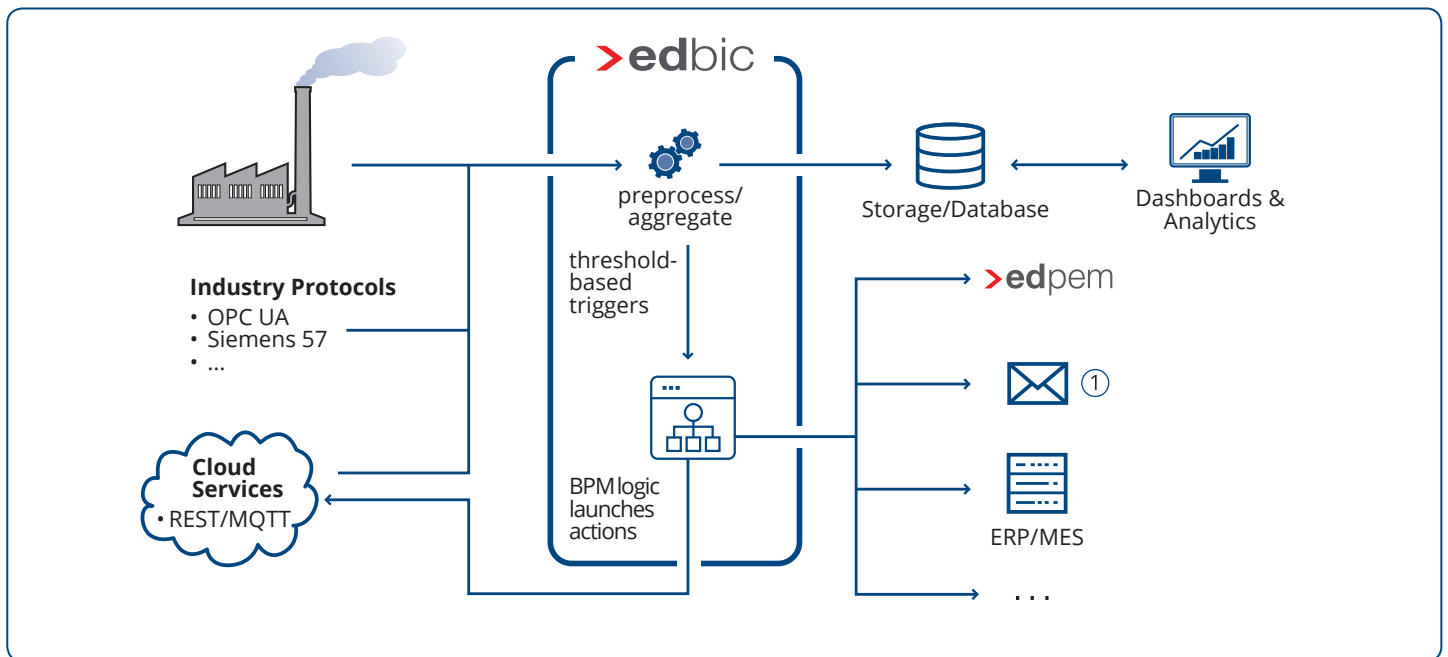 edbic
preprocess/
aggregate
Storage/Database
Dashboards &
Analytics
threshold-
based
triggers
Industry Protocols
• OPC UA
• Siemens 57
• ...
edpem
1
Cloud
Services
• REST/MQTT
BPM logic
launches
actions
ERP/MES
. . .